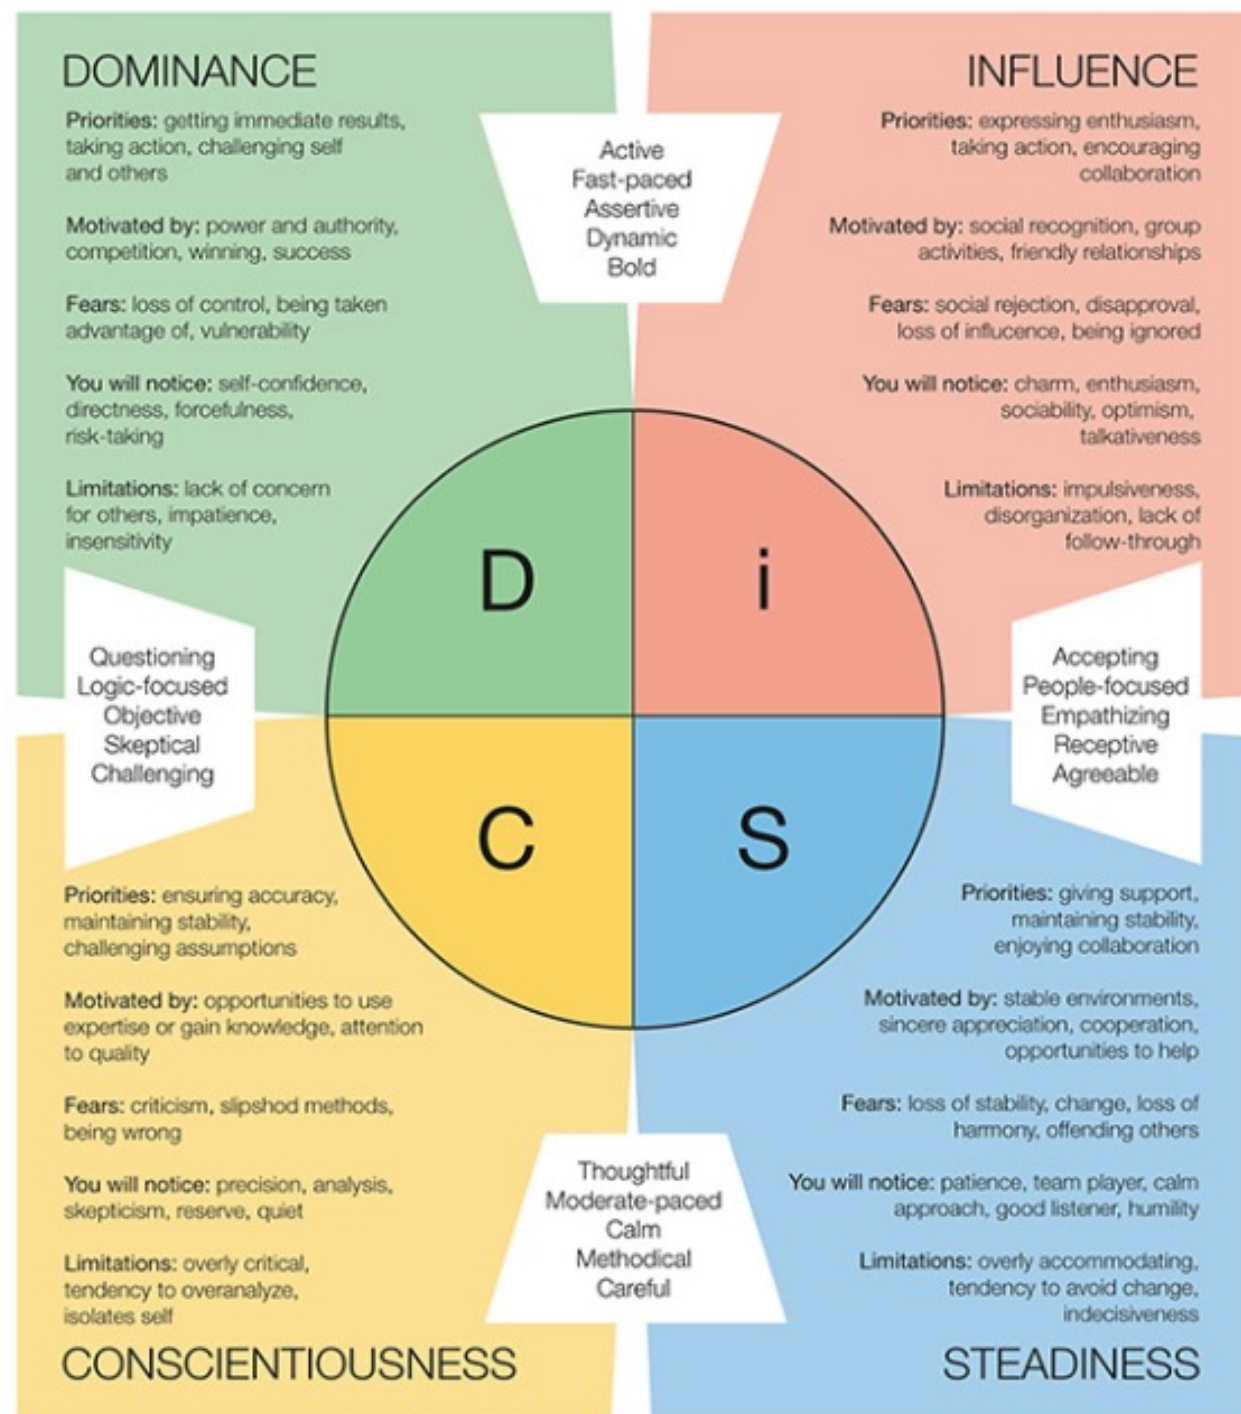 DOMINANCE
Priorities: getting immediate results,
taking action, challenging self
and others
Motivated by: power and authority,
competition, winning, success
Fears: loss of control, being taken
advantage of, vulnerability
You will notice: self-confidence,
directness, forcefulness,
risk-taking
Limitations: lack of concern
for others, impatience,
insensitivity
Active
Fast-paced
Assertive
Dynamic
Bold
INFLUENCE
Priorities: expressing enthusiasm,
taking action, encouraging
collaboration
Motivated by: social recognition, group
activities, friendly relationships
Fears: social rejection, disapproval,
loss of influcence, being ignored
You will notice: charm, enthusiasm,
sociability, optimism,
talkativeness
Limitations: impulsiveness,
disorganization, lack of
follow-through
Questioning
Logic-focused
Objective
Skeptical
Challenging
D
i
C
S
Accepting
People-focused
Empathizing
Receptive
Agreeable
Priorities: ensuring accuracy,
maintaining stability,
challenging assumptions
Motivated by: opportunities to use
expertise or gain knowledge, attention
to quality
Fears: criticism, slipshod methods,
being wrong
You will notice: precision, analysis,
skepticism, reserve, quiet
Limitations: overly critical,
tendency to overanalyze,
isolates self
CONSCIENTIOUSNESS
Thoughtful
Moderate-paced
Calm
Methodical
Careful
Priorities: giving support,
maintaining stability,
enjoying collaboration
Motivated by: stable environments,
sincere appreciation, cooperation,
opportunities to help
Fears: loss of stability, change, loss of
harmony, offending others
You will notice: patience, team player, calm
approach, good listener, humility
Limitations: overly accommodating,
tendency to avoid change,
indecisiveness
STEADINESS